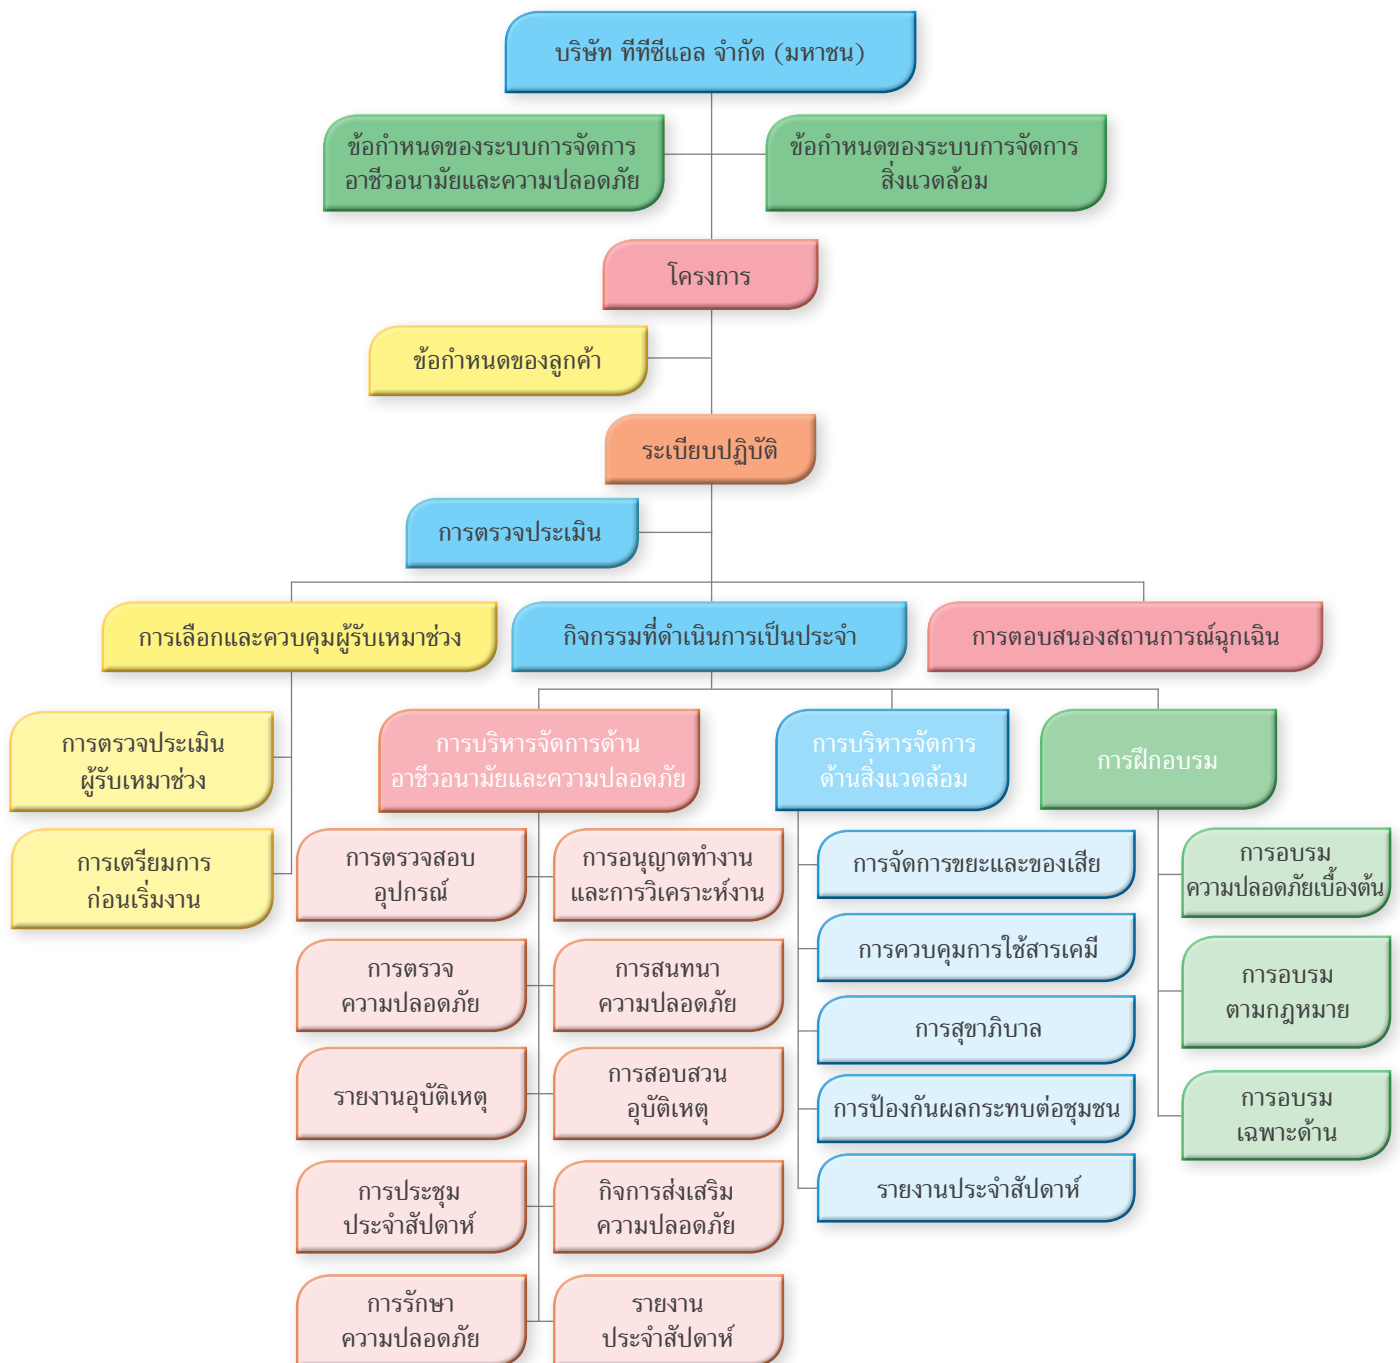 บริษัท ทีทีซีแอล จำกัด (มหาชน)
ข้อกำหนดของระบบการจัดการ
อาชีวอนามัยและความปลอดภัย
ข้อกำหนดของระบบการจัดการ
สิ่งแวดล้อม
โครงการ
ข้อกำหนดของลูกค้า
ระเบียบปฏิบัติ
การตรวจประเมิน
การเลือกและควบคุมผู้รับเหมาช่วง
กิจกรรมที่ดำเนินการเป็นประจำ
การตอบสนองสถานการณ์ฉุกเฉิน
การตรวจประเมิน
ผู้รับเหมาช่วง
การเตรียมการ
ก่อนเริ่มงาน
การบริหารจัดการด้าน
อาชีวอนามัยและความปลอดภัย
การตรวจสอบ
อุปกรณ์
การอนุญาตทำงาน
และการวิเคราะห์งาน
การตรวจ
ความปลอดภัย
การสนทนา
ความปลอดภัย
รายงานอุบัติเหตุ
การสอบสวน
อุบัติเหตุ
การประชุม
ประจำสัปดาห์
กิจการส่งเสริม
ความปลอดภัย
การรักษา
ความปลอดภัย
รายงาน
ประจำสัปดาห์
การบริหารจัดการ
ด้านสิ่งแวดล้อม
การจัดการขยะและของเสีย
การควบคุมการใช้สารเคมี
การสุขาภิบาล
การป้องกันผลกระทบต่อชุมชน
รายงานประจำสัปดาห์
การฝึกอบรม
การอบรม
ความปลอดภัยเบื้องต้น
การอบรม
ตามกฎหมาย
การอบรม
เฉพาะด้าน